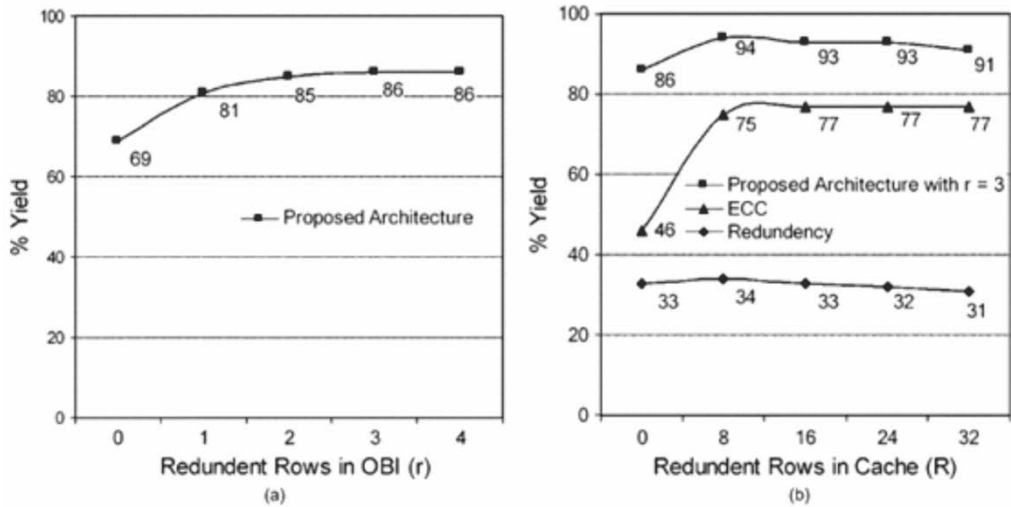 100
80
60
40
20
0
% Yield
69
81
85
86
86
Proposed Architecture
0 1 2 3 4
Redundent Rows in OBI (r)
(a)
100
80
60
40
20
0
% Yield
86
94
93
93
91
75
77
77
77
46
Proposed Architecture with r = 3
ECC
Redundency
33
34
33
32
31
0 8 16 24 32
Redundent Rows in Cache (R)
(b)